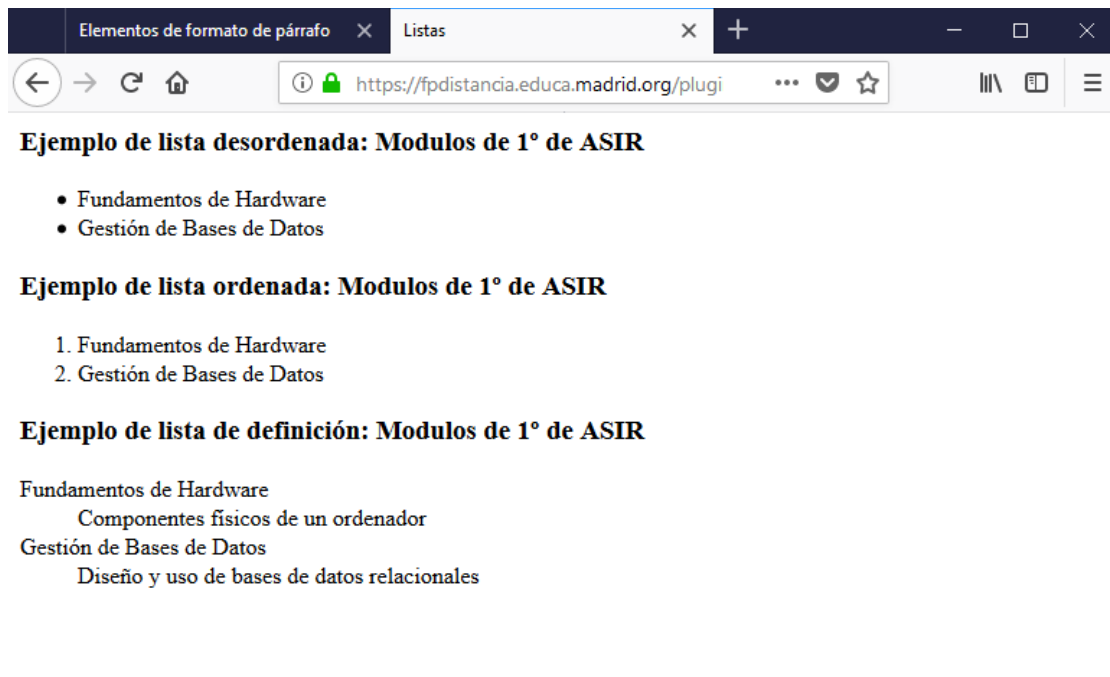 Elementos de formato de párrafo
Listas
https://fpdistancia.educa.madrid.org/plugi
Ejemplo de lista desordenada: Modulos de 1º de ASIR
• Fundamentos de Hardware
• Gestión de Bases de Datos
Ejemplo de lista ordenada: Modulos de 1º de ASIR
1. Fundamentos de Hardware
2. Gestión de Bases de Datos
Ejemplo de lista de definición: Modulos de 1º de ASIR
Fundamentos de Hardware
Componentes físicos de un ordenador
Gestión de Bases de Datos
Diseño y uso de bases de datos relacionales